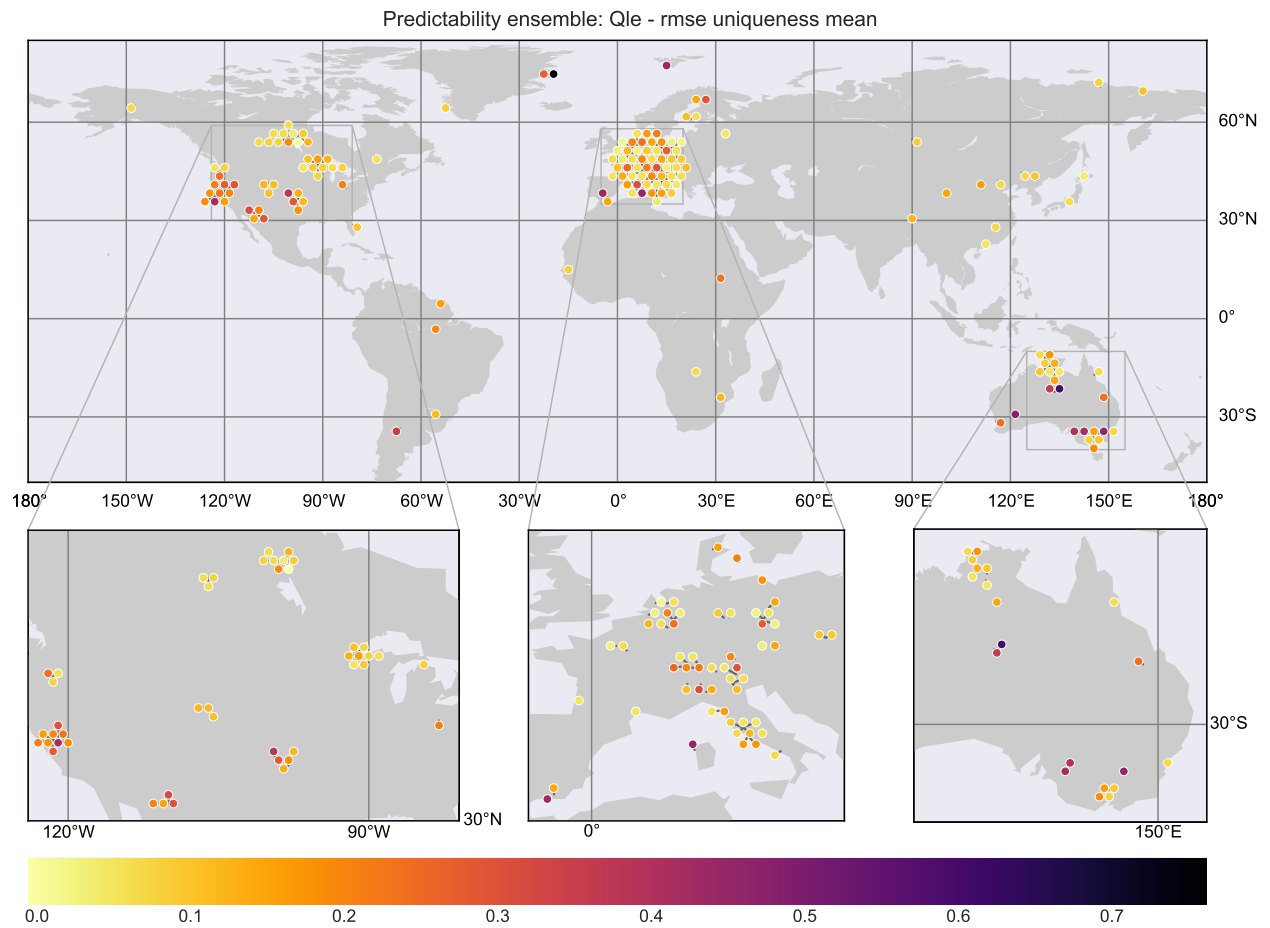 Predictability ensemble: Qle - rmse uniqueness mean
60°N
30°N
0°
30°S
180° 150°W 120°W 90°W 60°W 30°W 0° 30°E 60°E 90°E 120°E 150°E 180°
30°S
30°N
120°W 90°W 0° 150°E
0.0 0.1 0.2 0.3 0.4 0.5 0.6 0.7